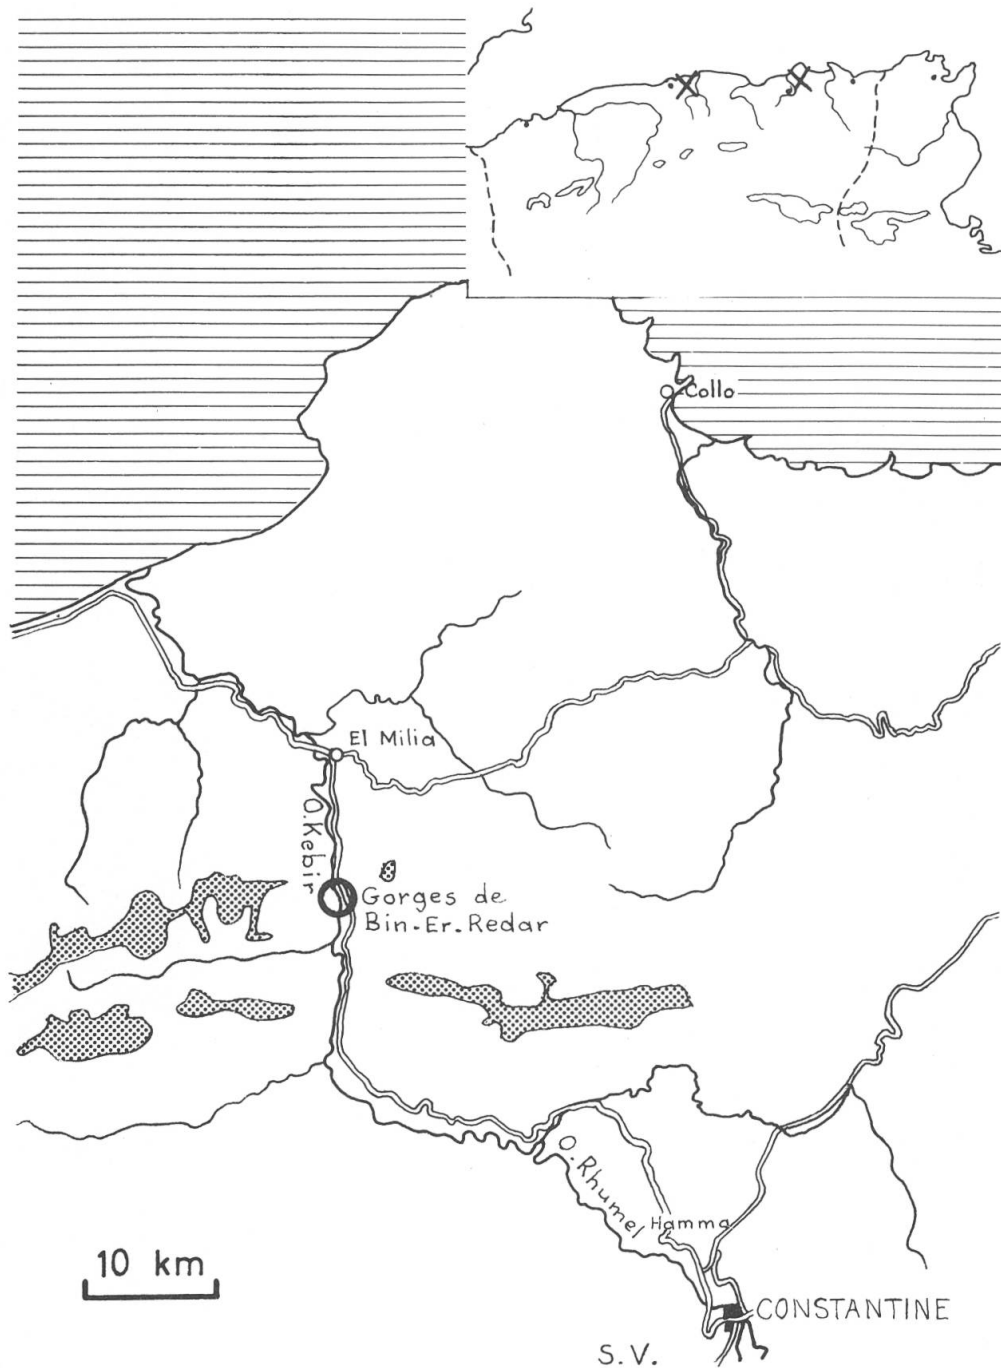 Collo
El Milia
O.Kebir
Gorges de
Bin-Er-Redar
O. Rhumel
Hamma
10 km
CONSTANTINE
S.V.